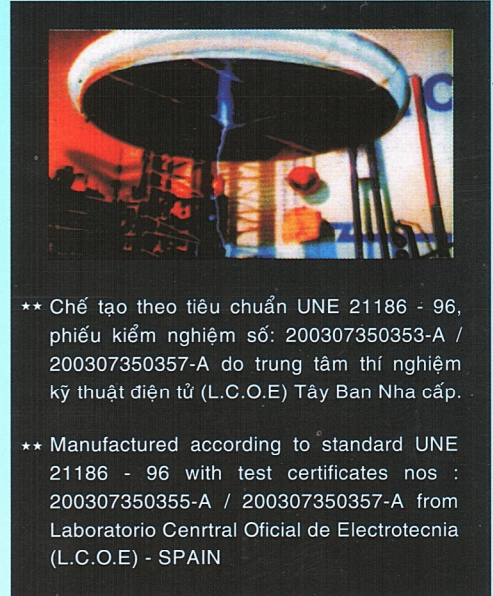 C
Z
★★ Chế tạo theo tiêu chuẩn UNE 21186 - 96,
phiếu kiểm nghiệm số: 200307350353-A /
200307350357-A do trung tâm thí nghiệm
kỹ thuật điện tử (L.C.O.E) Tây Ban Nha cấp.
★★ Manufactured according to standard UNE
21186 - 96 with test certificates nos :
200307350355-A / 200307350357-A from
Laboratorio Cenrtral Oficial de Electrotecnia
(L.C.O.E) - SPAIN